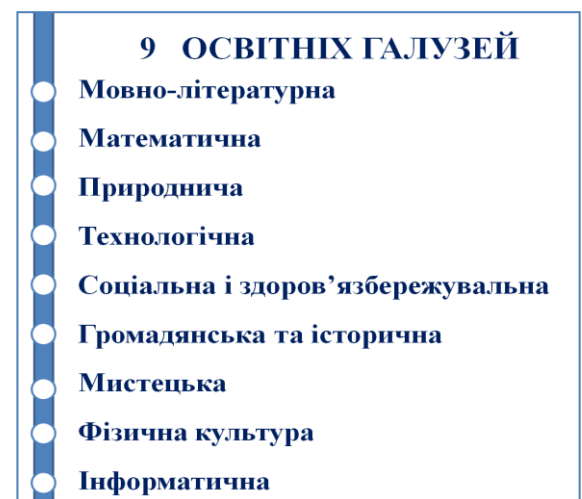 9 ОСВІТНІХ ГАЛУЗЕЙ
Мовно-літературна
Математична
Природнича
Технологічна
Соціальна і здоров’язбережувальна
Громадянська та історична
Мистецька
Фізична культура
Інформатична